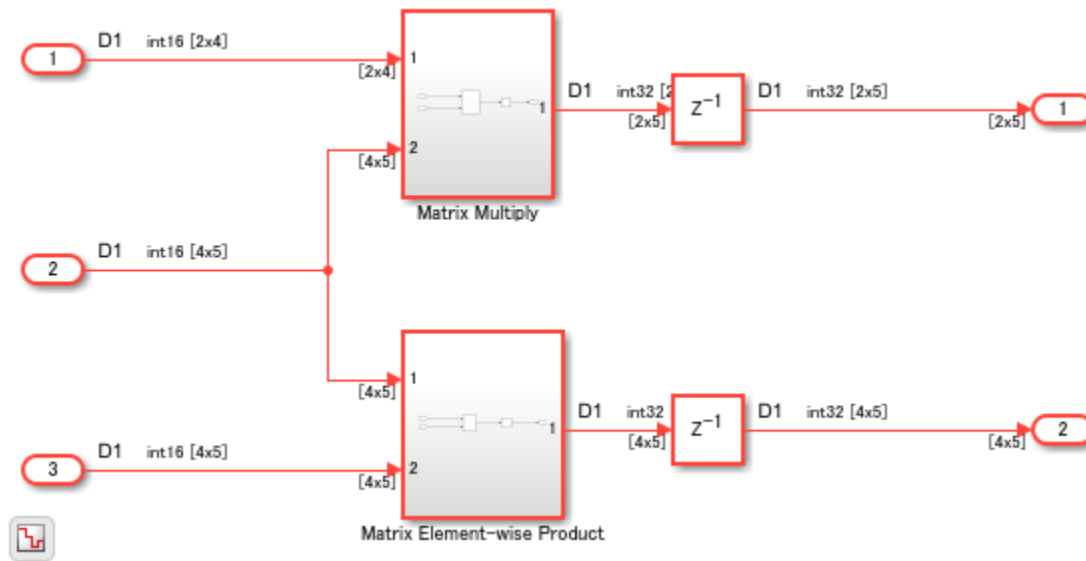 D1 int16 [2x4]
1
[2x4]
1
1
2
[4x5]
Matrix Multiply
D1 int32 [2
[2x5]
Z-1
D1 int32 [2x5]
[2x5]
1
D1 int16 [4x5]
2
[4x5]
1
1
2
D1 int16 [4x5]
3
[4x5]
Matrix Element-wise Product
D1 int32
[4x5]
Z-1
D1 int32 [4x5]
[4x5]
2